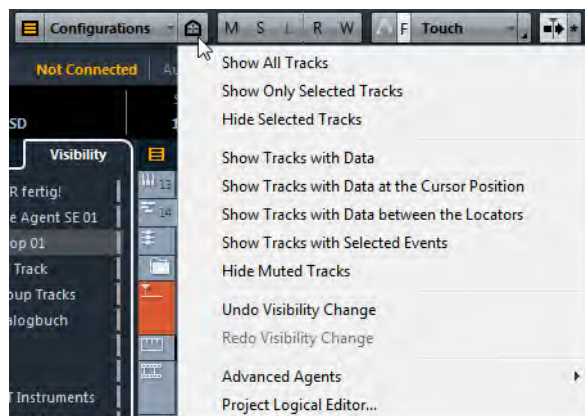 Configurations M S L R W A F Touch *
Not Connected
SD
Visibility
R fertig!
e Agent SE 01
op 01
Track
oup Tracks
alogbuch
T Instruments
13
14
Show All Tracks
Show Only Selected Tracks
Hide Selected Tracks
Show Tracks with Data
Show Tracks with Data at the Cursor Position
Show Tracks with Data between the Locators
Show Tracks with Selected Events
Hide Muted Tracks
Undo Visibility Change
Redo Visibility Change
Advanced Agents
Project Logical Editor...